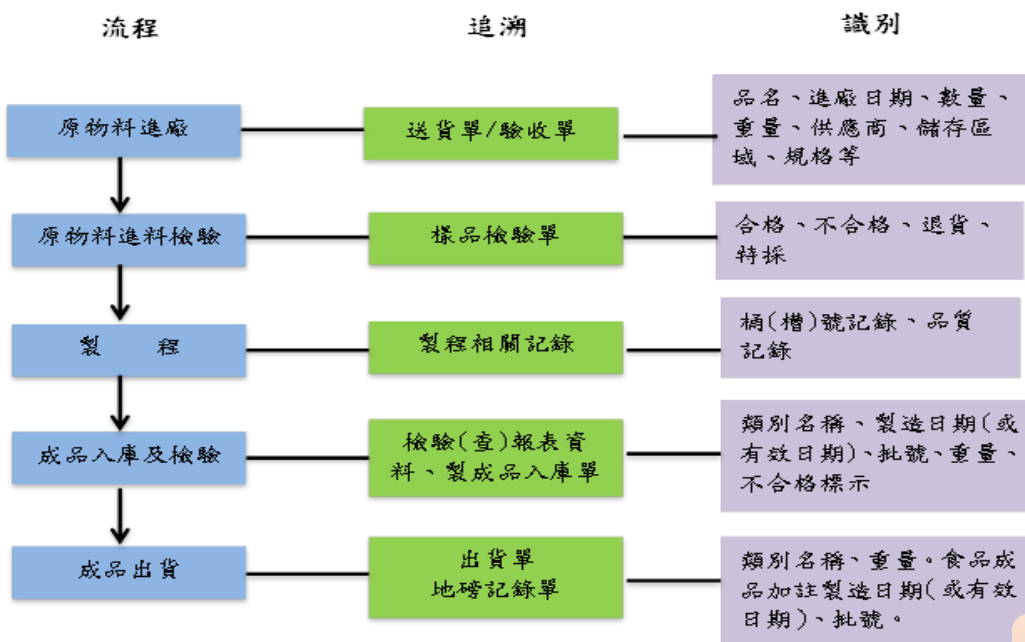 流程
追溯
識別
原物料進廠
送貨單/驗收單
品名、進廠日期、數量、
重量、供應商、儲存區
域、規格等
原物料進料檢驗
樣品檢驗單
合格、不合格、退貨、
特採
製 程
製程相關記錄
桶(槽)號記錄、品質
記錄
成品入庫及檢驗
檢驗(查)報表資
料、製成品入庫單
類別名稱、製造日期(或
有效日期)、批號、重量、
不合格標示
成品出貨
出貨單
地磅記錄單
類別名稱、重量。食品成
品加註製造日期(或有效
日期)、批號。